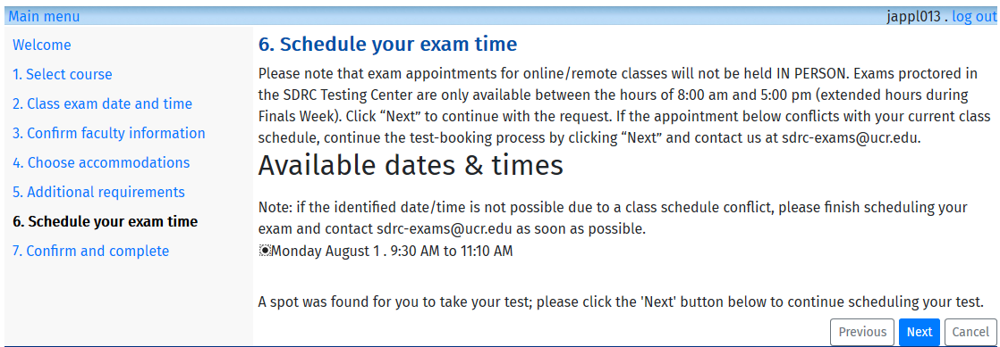 Main menu
jappl013 . log out
Welcome
1. Select course
2. Class exam date and time
3. Confirm faculty information
4. Choose accommodations
5. Additional requirements
6. Schedule your exam time
7. Confirm and complete
6. Schedule your exam time
Please note that exam appointments for online/remote classes will not be held IN PERSON. Exams proctored in
the SDRC Testing Center are only available between the hours of 8:00 am and 5:00 pm (extended hours during
Finals Week). Click “Next” to continue with the request. If the appointment below conflicts with your current class
schedule, continue the test-booking process by clicking “Next” and contact us at sdrc-exams@ucr.edu.
Available dates & times
Note: if the identified date/time is not possible due to a class schedule conflict, please finish scheduling your
exam and contact sdrc-exams@ucr.edu as soon as possible.
Monday August 1 . 9:30 AM to 11:10 AM
A spot was found for you to take your test; please click the 'Next' button below to continue scheduling your test.
Previous
Next
Cancel